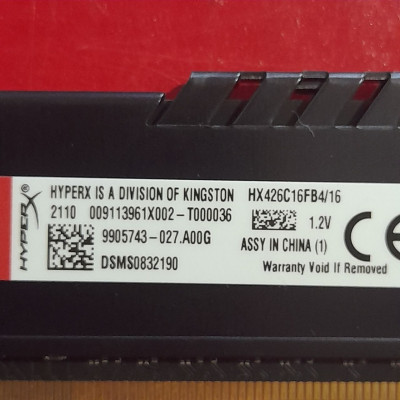 HYPERX
HYPERX IS A DIVISION OF KINGSTON HX426C16FB4/16
2110 009113961X002-T000036 1.2V
9905743-027.A00G ASSY IN CHINA (1)
DSMS0832190 Warranty Void If Removed
CE